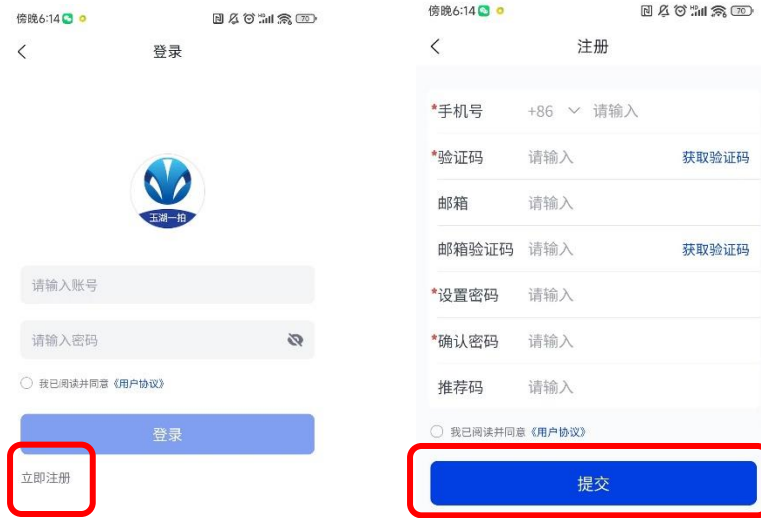 傍晚6:14
70
登录
玉湖一拍
请输入账号
请输入密码
我已阅读并同意《用户协议》
登录
立即注册
傍晚6:14
70
注册
*手机号 +86 请输入
*验证码 请输入 获取验证码
邮箱 请输入
邮箱验证码 请输入 获取验证码
*设置密码 请输入
*确认密码 请输入
推荐码 请输入
我已阅读并同意《用户协议》
提交